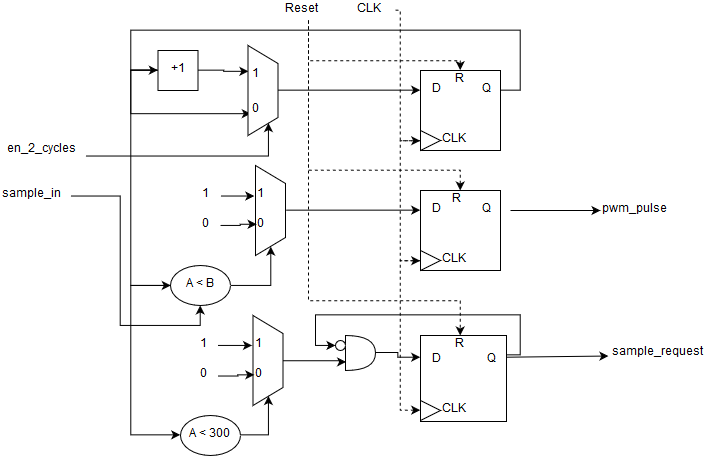 Reset CLK
+1 1 R
D Q
0
CLK
en_2_cycles
sample_in 1 1 R
D Q pwm_pulse
0 0
CLK
A < B
1 1 R
sample_request
D Q
0 0
CLK
A < 300